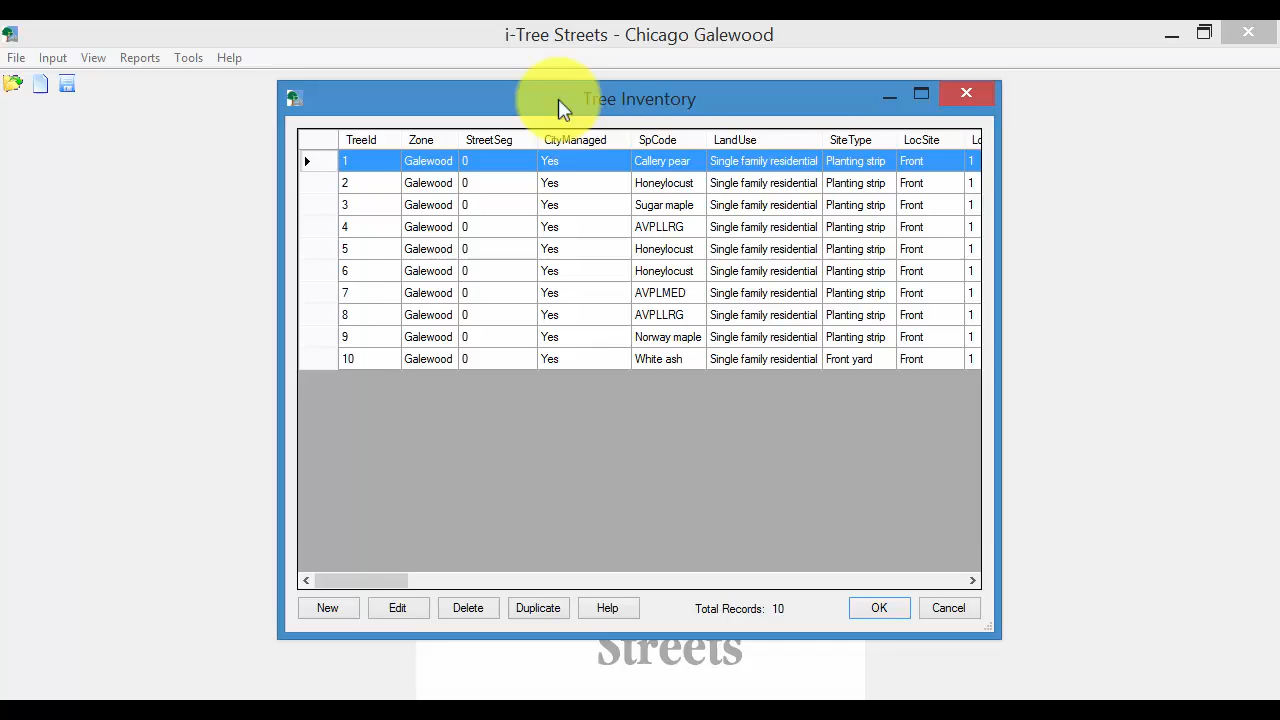 i-Tree Streets - Chicago Galewood
File Input View Reports Tools Help
Tree Inventory
TreeId Zone StreetSeg CityManaged SpCode LandUse SiteType LocSite Lo
1 Galewood 0 Yes Callery pear Single family residential Planting strip Front 1
2 Galewood 0 Yes Honeylocust Single family residential Planting strip Front 1
3 Galewood 0 Yes Sugar maple Single family residential Planting strip Front 1
4 Galewood 0 Yes AVPLLRG Single family residential Planting strip Front 1
5 Galewood 0 Yes Honeylocust Single family residential Planting strip Front 1
6 Galewood 0 Yes Honeylocust Single family residential Planting strip Front 1
7 Galewood 0 Yes AVPLMED Single family residential Planting strip Front 1
8 Galewood 0 Yes AVPLLRG Single family residential Planting strip Front 1
9 Galewood 0 Yes Norway maple Single family residential Planting strip Front 1
10 Galewood 0 Yes White ash Single family residential Front yard Front 1
New Edit Delete Duplicate Help Total Records: 10 OK Cancel
Streets